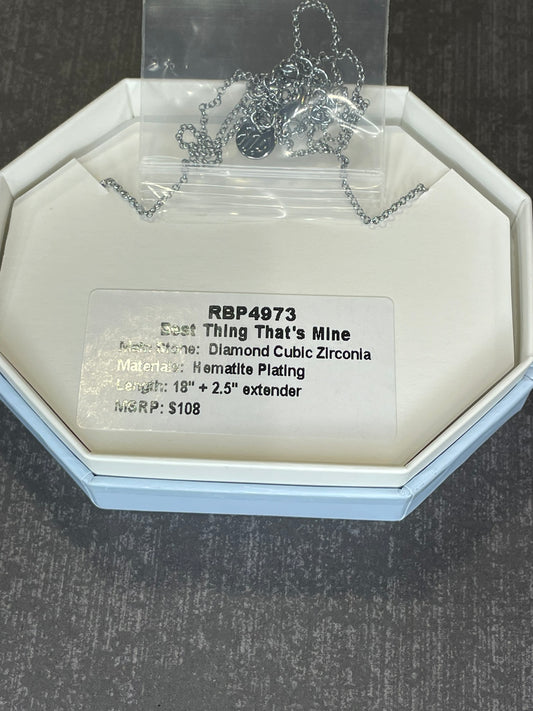 RBP4973
Best Thing That's Mine
Main Stone: Diamond Cubic Zirconia
Materials: Hematite Plating
Length: 18" + 2.5" extender
MSRP: $108